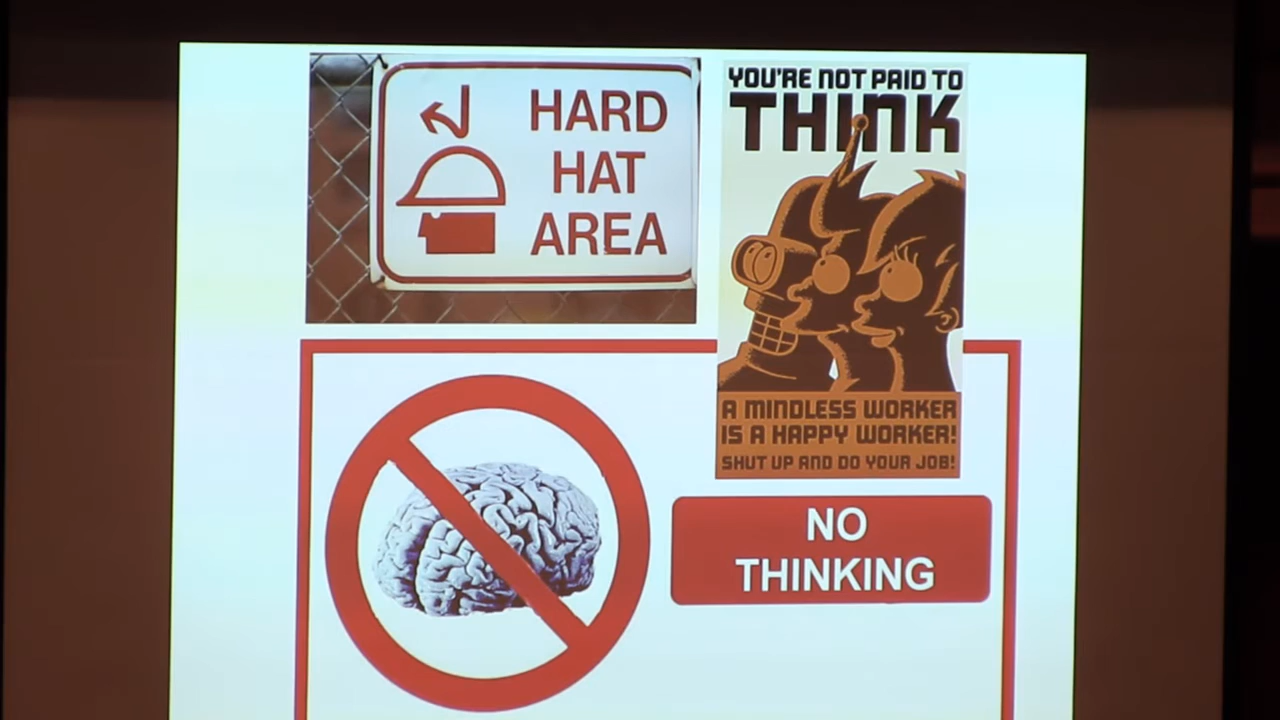 HARD
HAT
AREA
YOU'RE NOT PAID TO
THINK
A MINDLESS WORKER
IS A HAPPY WORKER!
SHUT UP AND DO YOUR JOB!
NO
THINKING